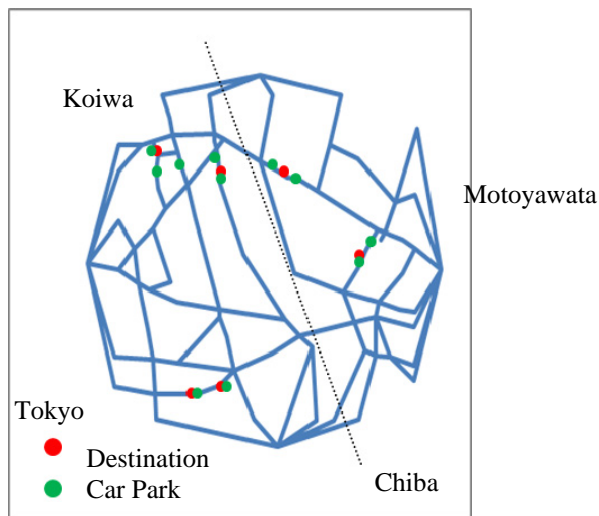 Koiwa
Motoyawata
Tokyo
Destination
Car Park
Chiba